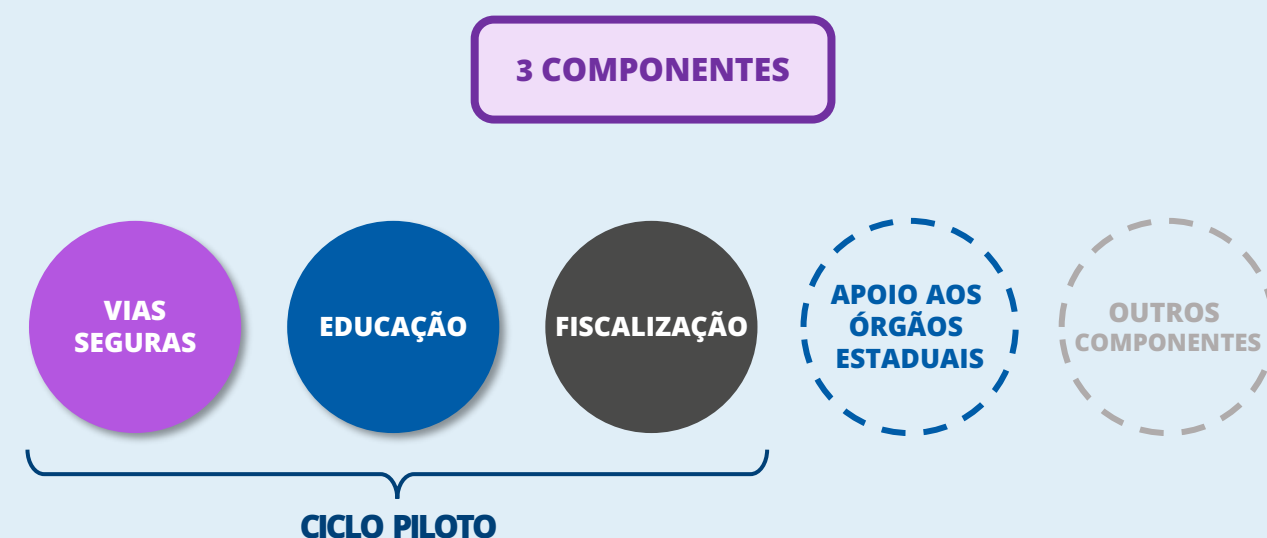 3 COMPONENTES
VIAS
SEGURAS
EDUCAÇÃO
FISCALIZAÇÃO
APOIO AOS
ÓRGÃOS
ESTADUAIS
OUTROS
COMPONENTES
CICLO PILOTO